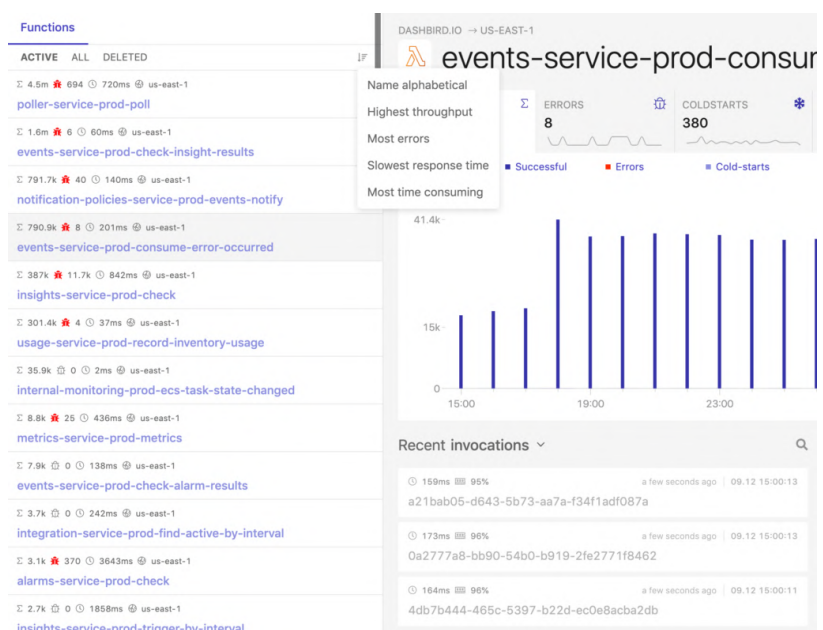 Functions
ACTIVE ALL DELETED
Σ 4.5m 694 720ms us-east-1
poller-service-prod-poll
Σ 1.6m 6 60ms us-east-1
events-service-prod-check-insight-results
Σ 791.7k 40 140ms us-east-1
notification-policies-service-prod-events-notify
Σ 790.9k 8 201ms us-east-1
events-service-prod-consume-error-occurred
Σ 387k 11.7k 842ms us-east-1
insights-service-prod-check
Σ 301.4k 4 37ms us-east-1
usage-service-prod-record-inventory-usage
Σ 35.9k 0 2ms us-east-1
internal-monitoring-prod-ecs-task-state-changed
Σ 8.8k 25 436ms us-east-1
metrics-service-prod-metrics
Σ 7.9k 0 138ms us-east-1
events-service-prod-check-alarm-results
Σ 3.7k 0 242ms us-east-1
integration-service-prod-find-active-by-interval
Σ 3.1k 370 3643ms us-east-1
alarms-service-prod-check
Σ 2.7k 0 1858ms us-east-1
insights-service-prod-trigger-by-interval
Name alphabetical
Highest throughput
Most errors
Slowest response time
Most time consuming
DASHBIRD.IO → US-EAST-1
events-service-prod-consur
Σ ERRORS COLDSTARTS
8 380
Successful Errors Cold-starts
41.4k
15k
0
15:00 19:00 23:00
Recent invocations
159ms 95% a few seconds ago 09.12 15:00:13
a21bab05-d643-5b73-aa7a-f34f1adf087a
173ms 96% a few seconds ago 09.12 15:00:13
0a2777a8-bb90-54b0-b919-2fe2771f8462
164ms 96% a few seconds ago 09.12 15:00:11
4db7b444-465c-5397-b22d-ec0e8acba2db